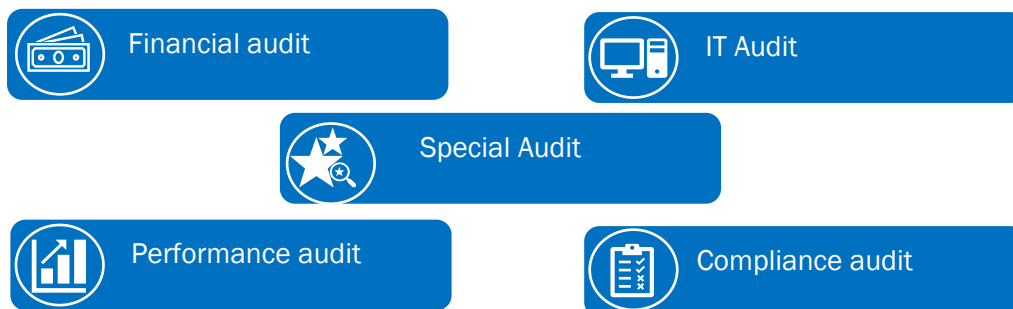 Financial audit
IT Audit
Special Audit
Performance audit
Compliance audit